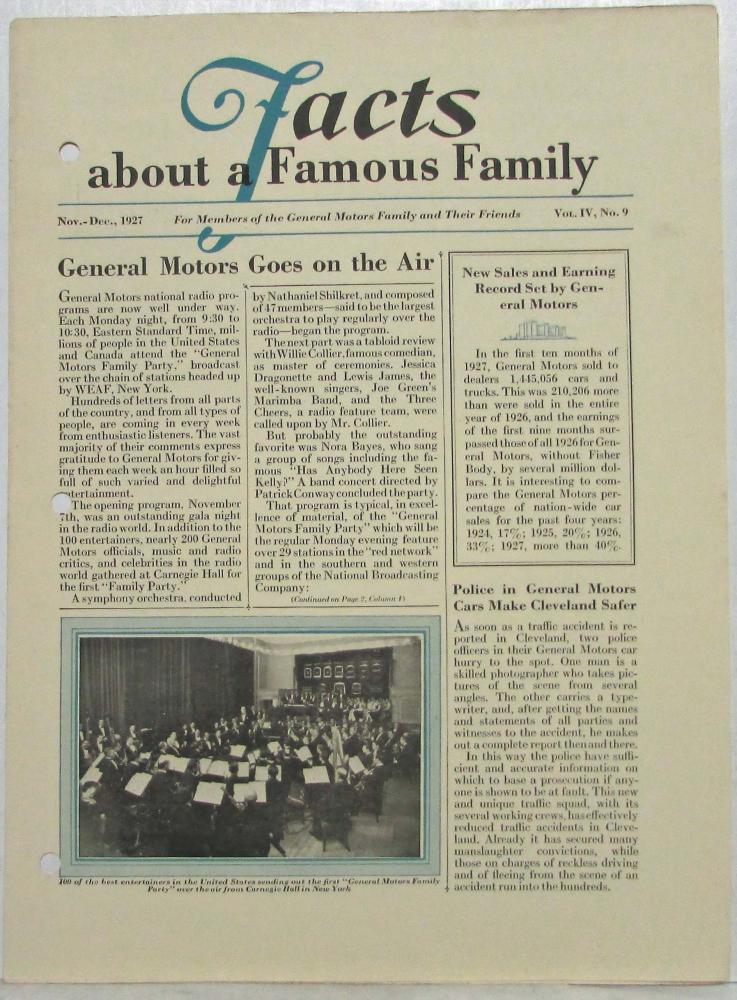 Facts
about a Famous Family
Nov.-Dec., 1927 For Members of the General Motors Family and Their Friends VOL. IV, No. 9
General Motors Goes on the Air
General Motors national radio pro-
grams are now well under way.
Each Monday night, from 9:30 to
10:30, Eastern Standard Time, mil-
lions of people in the United States
and Canada attend the "General
Motors Family Party," broadcast
over the chain of stations headed up
by WEAF, New York.
Hundreds of letters from all parts
of the country, and from all types of
people, are coming in every week
from enthusiastic listeners. The vast
majority of their comments express
gratitude to General Motors for giv-
ing them each week an hour filled so
full of such varied and delightful
entertainment.
The opening program, November
7th, was an outstanding gala night
in the radio world. In addition to the
100 entertainers, nearly 200 General
Motors officials, music and radio
critics, and celebrities in the radio
world gathered at Carnegie Hall for
the first "Family Party."
A symphony orchestra, conducted
by Nathaniel Shilkret, and composed
of 47 members—said to be the largest
orchestra to play regularly over the
radio—began the program.
The next part was a tabloid review
with Willie Collier, famous comedian,
as master of ceremonies. Jessica
Dragonette and Lewis James, the
well-known singers, Joe Green's
Marimba Band, and the Three
Cheers, a radio feature team, were
called upon by Mr. Collier.
But probably the outstanding
favorite was Nora Bayes, who sang
a group of songs including the fa-
mous "Has Anybody Here Seen
Kelly?" A band concert directed by
Patrick Conway concluded the party.
That program is typical, in excel-
lence of material, of the "General
Motors Family Party" which will be
the regular Monday evening feature
over 29 stations in the "red network"
and in the southern and western
groups of the National Broadcasting
Company:
(Continued on Page 2, Column 1)
100 of the best entertainers in the United States sending out the first "General Motors Family
Party" over the air from Carnegie Hall in New York
New Sales and Earning
Record Set by Gen-
eral Motors
In the first ten months of
1927, General Motors sold to
dealers 1,445,056 cars and
trucks. This was 210,206 more
than were sold in the entire
year of 1926, and the earnings
of the first nine months sur-
passed those of all 1926 for Gen-
eral Motors, without Fisher
Body, by several million dol-
lars. It is interesting to com-
pare the General Motors per-
centage of nation-wide car
sales for the past four years:
1924, 17%; 1925, 20%; 1926,
33%; 1927, more than 40%.
Police in General Motors
Cars Make Cleveland Safer
As soon as a traffic accident is re-
ported in Cleveland, two police
officers in their General Motors car
hurry to the spot. One man is a
skilled photographer who takes pic-
tures of the scene from several
angles. The other carries a type-
writer, and, after getting the names
and statements of all parties and
witnesses to the accident, he makes
out a complete report then and there.
In this way the police have suffi-
cient and accurate information on
which to base a prosecution if any-
one is shown to be at fault. This new
and unique traffic squad, with its
several working crews, has effectively
reduced traffic accidents in Cleve-
land. Already it has secured many
manslaughter convictions, while
those on charges of reckless driving
and of fleeing from the scene of an
accident run into the hundreds.